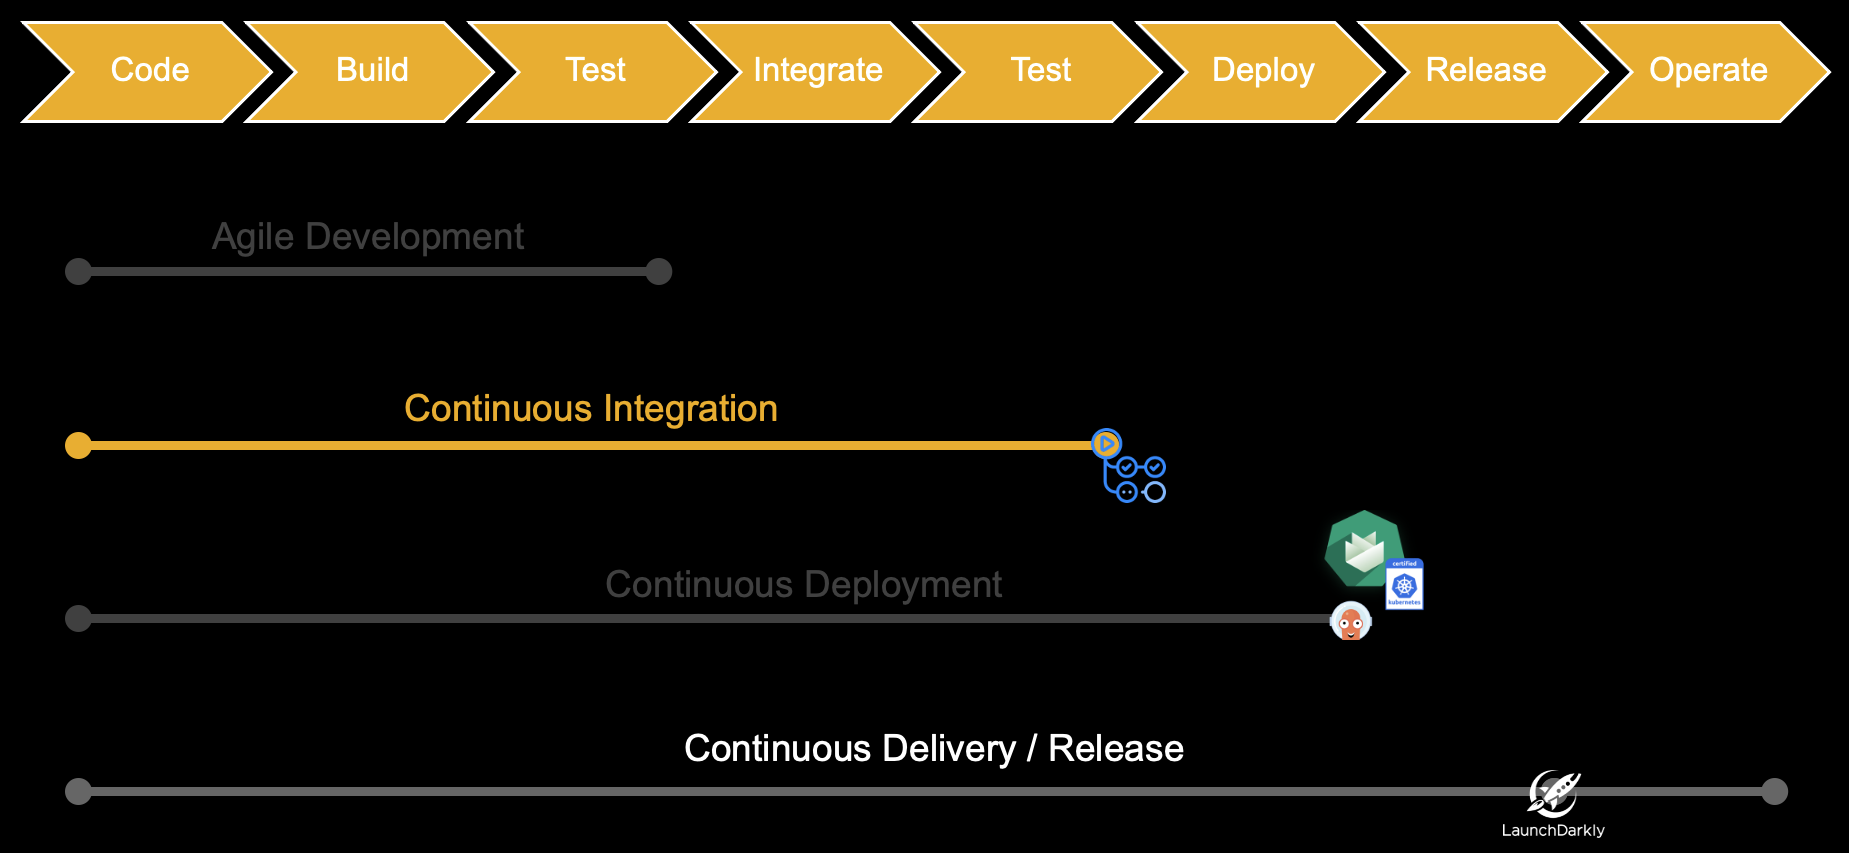 Code
Build
Test
Integrate
Test
Deploy
Release
Operate
Agile Development
Continuous Integration
certified
kubernetes
Continuous Deployment
Continuous Delivery / Release
LaunchDarkly